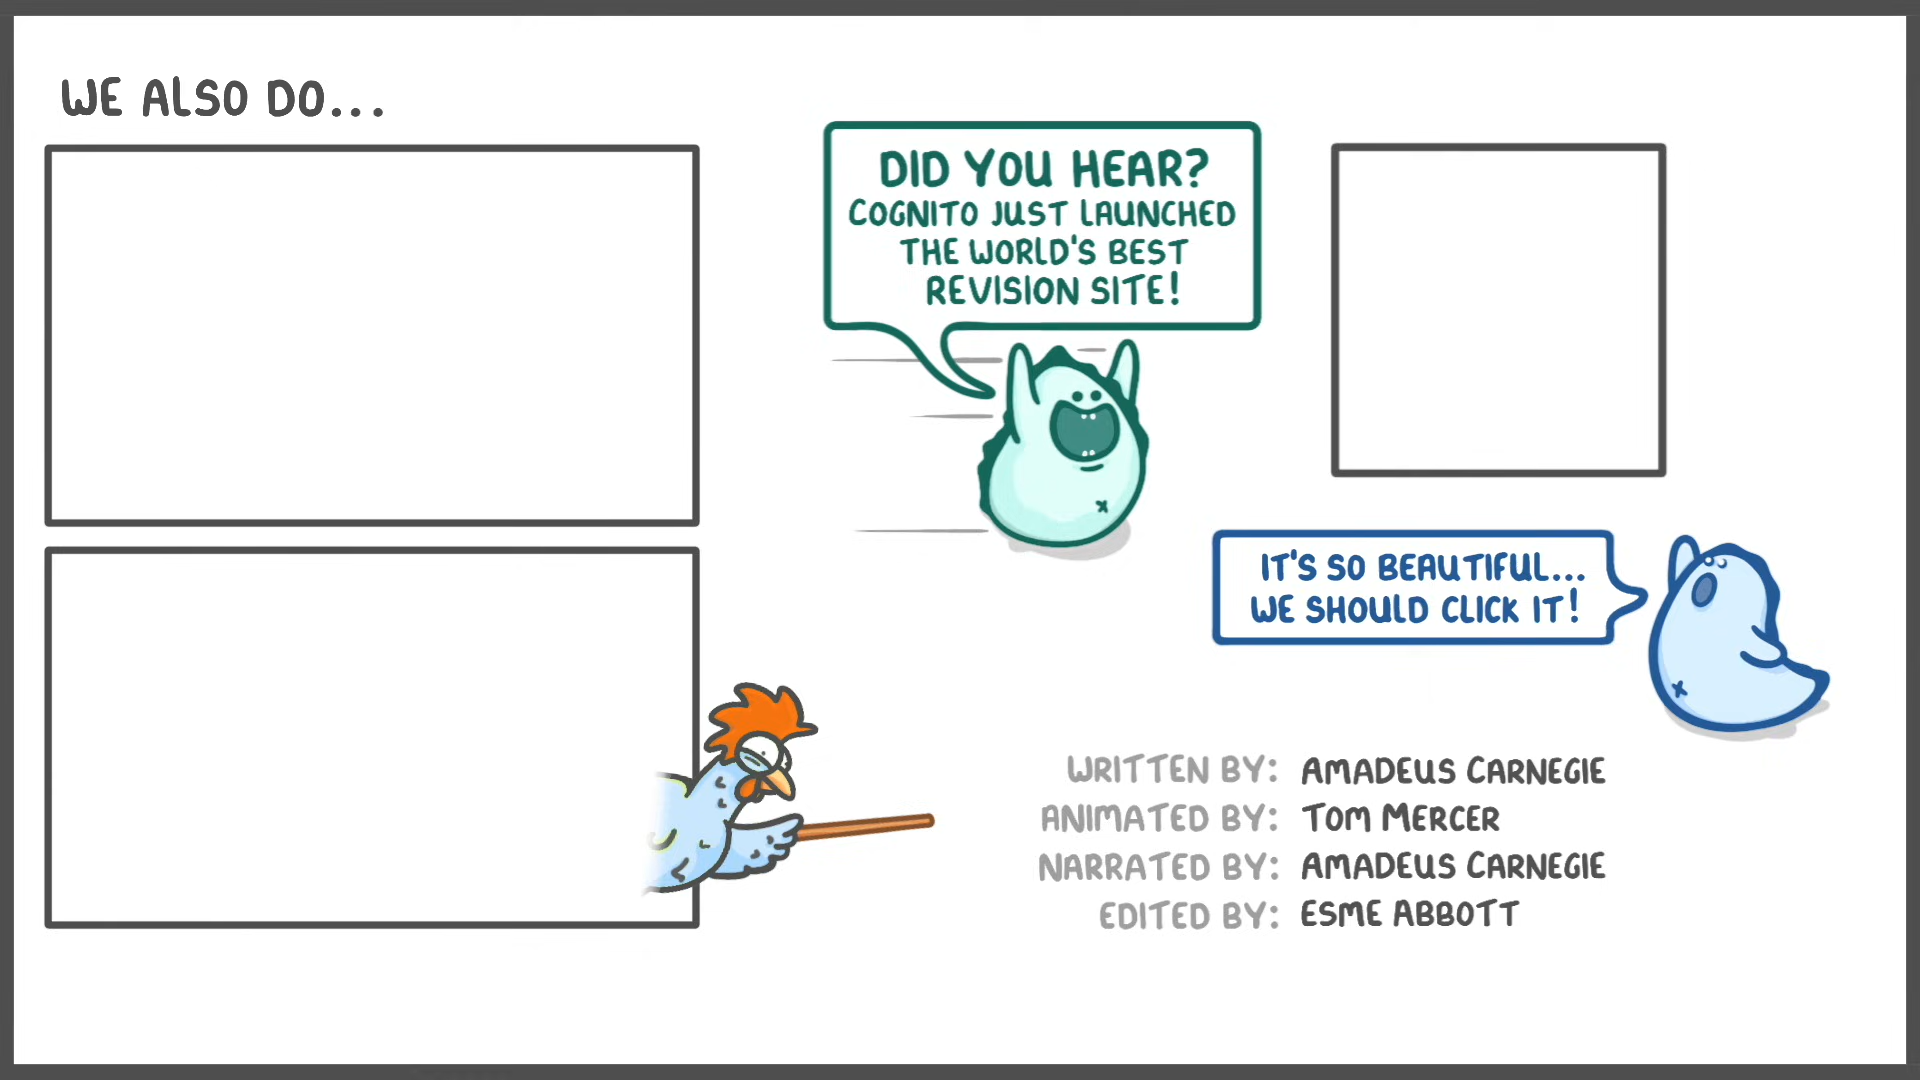 WE ALSO DO...
DID YOU HEAR?
COGNITO JUST LAUNCHED
THE WORLD'S BEST
REVISION SITE!
IT'S SO BEAUTIFUL...
WE SHOULD CLICK IT!
WRITTEN BY: AMADEUS CARNEGIE
ANIMATED BY: TOM MERCER
NARRATED BY: AMADEUS CARNEGIE
EDITED BY: ESME ABBOTT